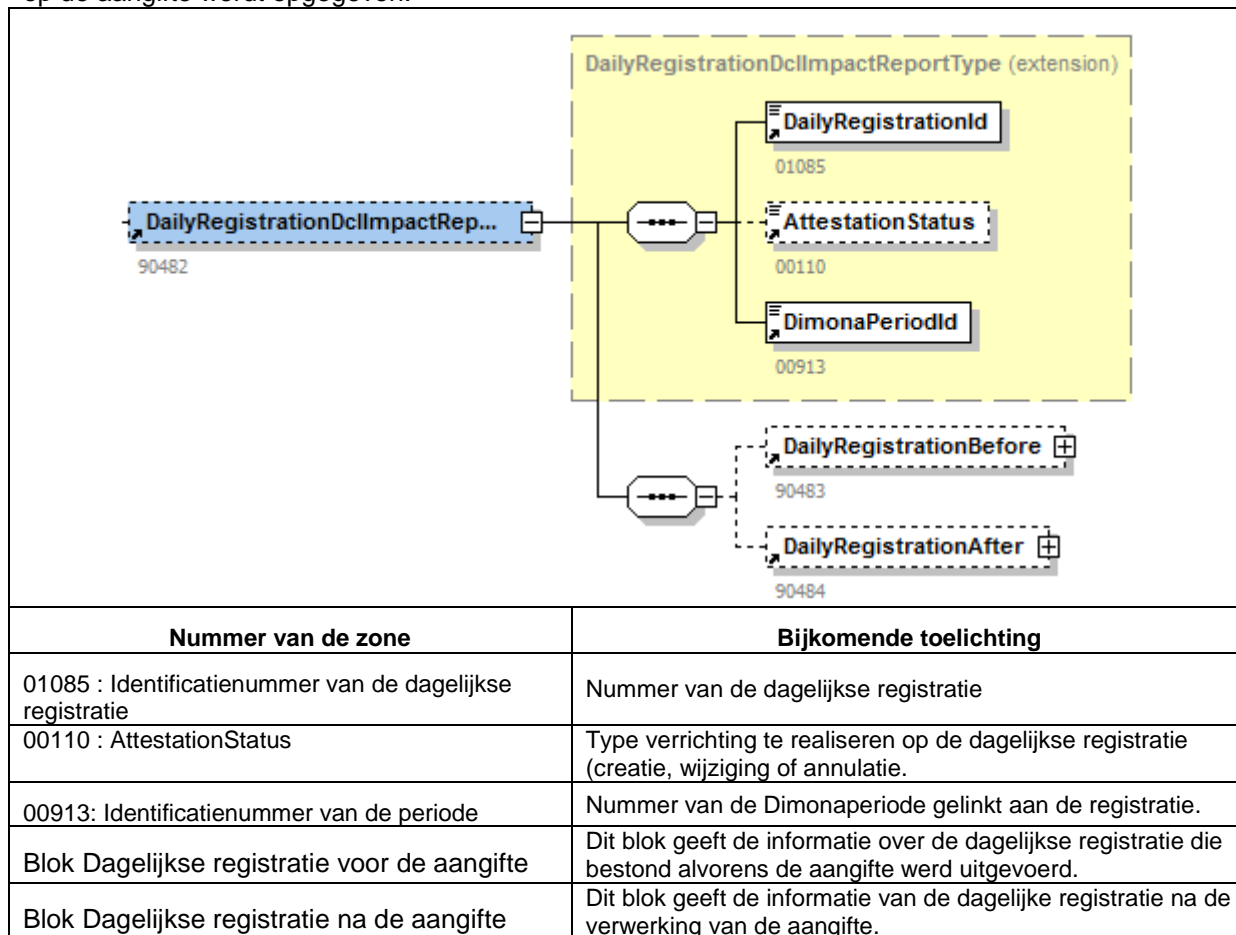 op de aangifte wordt opgegeven.
DailyRegistrationDclImpactReportType (extension)
DailyRegistrationId
01085
DailyRegistrationDclImpactRep...
90482
AttestationStatus
00110
DimonaPeriodId
00913
DailyRegistrationBefore
90483
DailyRegistrationAfter
90484
Nummer van de zone
Bijkomende toelichting
01085 : Identificatienummer van de dagelijkse
registratie
Nummer van de dagelijkse registratie
00110 : AttestationStatus
Type verrichting te realiseren op de dagelijkse registratie
(creatie, wijziging of annulatie.
00913: Identificatienummer van de periode
Nummer van de Dimonaperiode gelinkt aan de registratie.
Blok Dagelijkse registratie voor de aangifte
Dit blok geeft de informatie over de dagelijkse registratie die
bestond alvorens de aangifte werd uitgevoerd.
Blok Dagelijkse registratie na de aangifte
Dit blok geeft de informatie van de dagelijke registratie na de
verwerking van de aangifte.